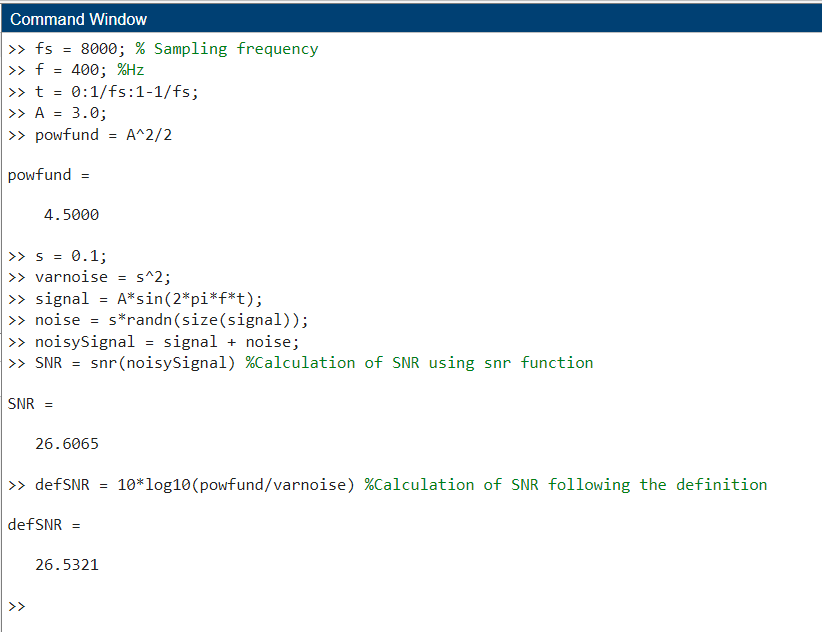 Command Window
>> fs = 8000; % Sampling frequency
>> f = 400; %Hz
>> t = 0:1/fs:1-1/fs;
>> A = 3.0;
>> powfund = A^2/2
powfund =
4.5000
>> s = 0.1;
>> varnoise = s^2;
>> signal = A*sin(2*pi*f*t);
>> noise = s*randn(size(signal));
>> noisySignal = signal + noise;
>> SNR = snr(noisySignal) %Calculation of SNR using snr function
SNR =
26.6065
>> defSNR = 10*log10(powfund/varnoise) %Calculation of SNR following the definition
defSNR =
26.5321
>>